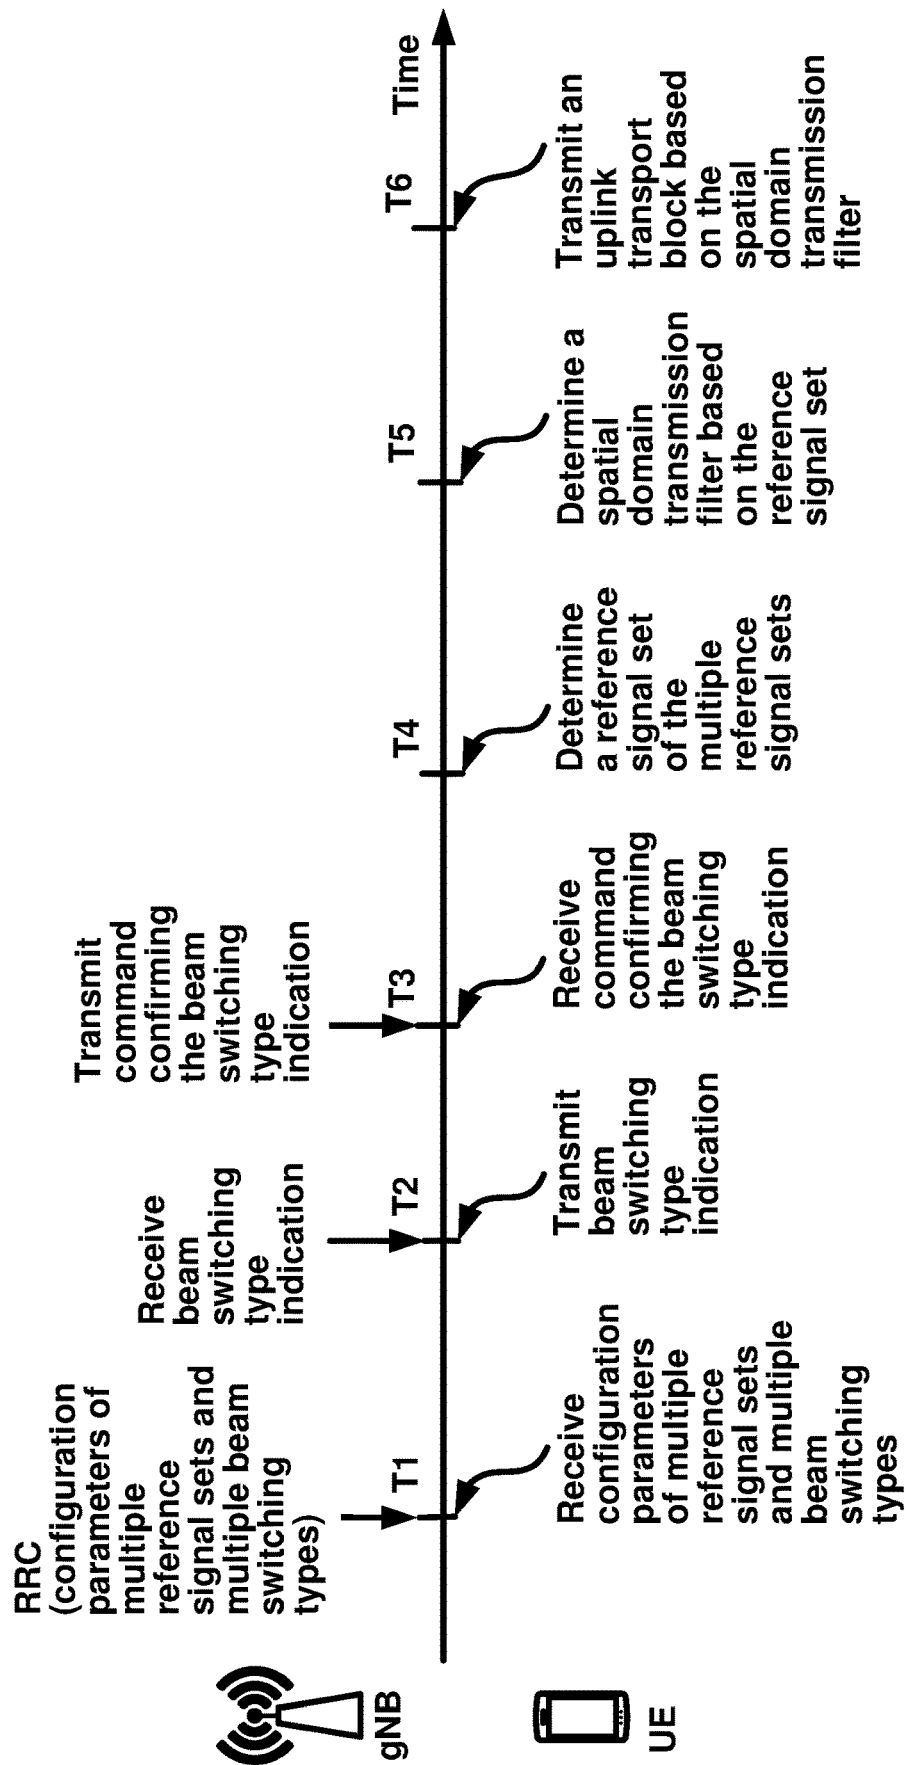 RRC
(configuration
parameters of
multiple
reference
signal sets and
multiple beam
switching
types)
Receive
beam
switching
type
indication
Transmit
command
confirming
the beam
switching
type
indication
gNB
T1
T2
T3
T4
T5
T6
Time
UE
Receive
configuration
parameters
of multiple
reference
signal sets
and multiple
beam
switching
types
Transmit
beam
switching
type
indication
Receive
command
confirming
the beam
switching
type
indication
Determine
a reference
signal set
of the
multiple
reference
signal sets
Determine a
spatial
domain
transmission
filter based
on the
reference
signal set
Transmit an
uplink
transport
block based
on the
spatial
domain
transmission
filter